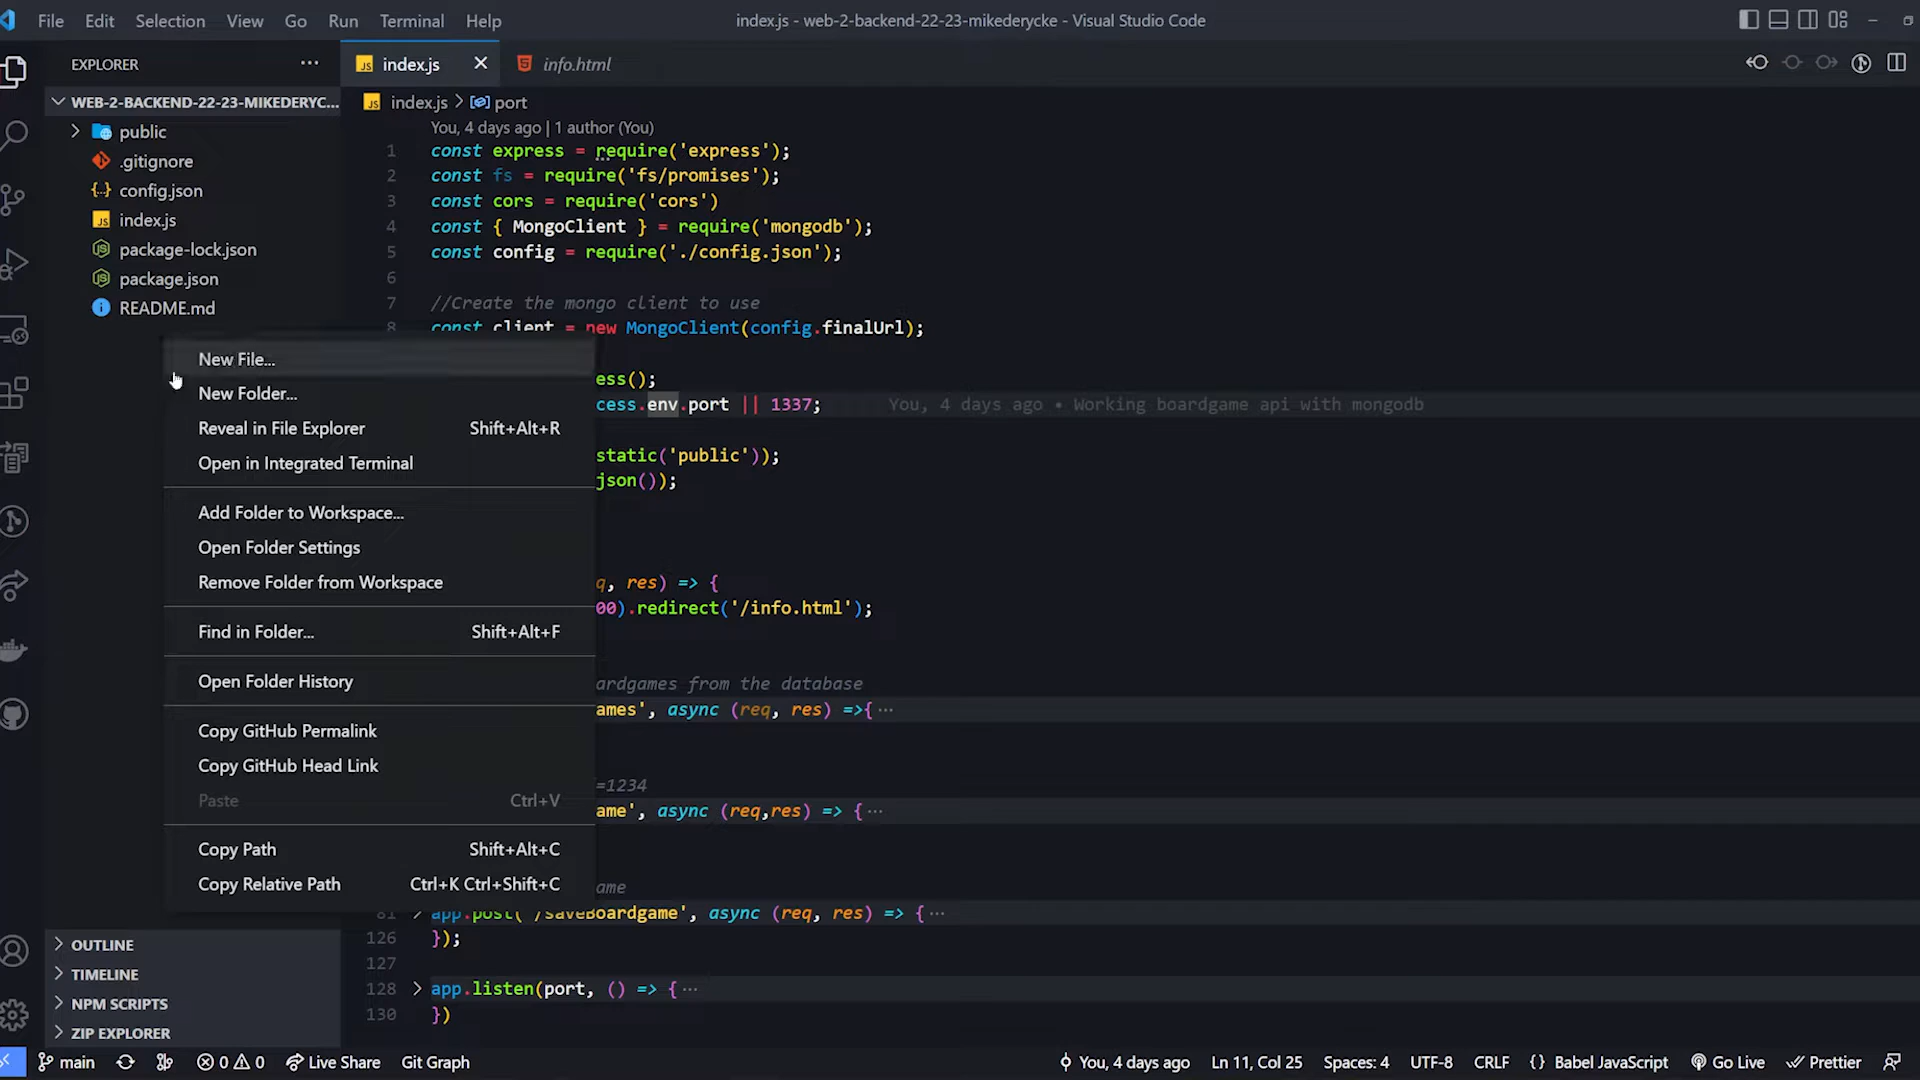 File Edit Selection View Go Run Terminal Help
index.js - web-2-backend-22-23-mikederycke - Visual Studio Code
EXPLORER
WEB-2-BACKEND-22-23-MIKEDERYC...
public
.gitignore
config.json
index.js
package-lock.json
package.json
README.md
New File...
New Folder...
Reveal in File Explorer Shift+Alt+R
Open in Integrated Terminal
Add Folder to Workspace...
Open Folder Settings
Remove Folder from Workspace
Find in Folder... Shift+Alt+F
Open Folder History
Copy GitHub Permalink
Copy GitHub Head Link
Paste Ctrl+V
Copy Path Shift+Alt+C
Copy Relative Path Ctrl+K Ctrl+Shift+C
OUTLINE
TIMELINE
NPM SCRIPTS
ZIP EXPLORER
JS index.js
info.html
JS index.js > port
You, 4 days ago | 1 author (You)
1 const express = require('express');
2 const fs = require('fs/promises');
3 const cors = require('cors')
4 const { MongoClient } = require('mongodb');
5 const config = require('./config.json');
6
7 //Create the mongo client to use
8 const client = new MongoClient(config.finalUrl);
ess();
cess.env.port || 1337; You, 4 days ago • Working boardgame api with mongodb
static('public'));
json());
q, res) => {
00).redirect('/info.html');
ardgames from the database
ames', async (req, res) =>{ ...
=1234
ame', async (req,res) => { ...
ame
81 app.post( '/saveBoardgame', async (req, res) => { ...
126 });
127
128 app.listen(port, () => { ...
130 })
main 0 0 Live Share Git Graph You, 4 days ago Ln 11, Col 25 Spaces: 4 UTF-8 CRLF {} Babel JavaScript Go Live Prettier